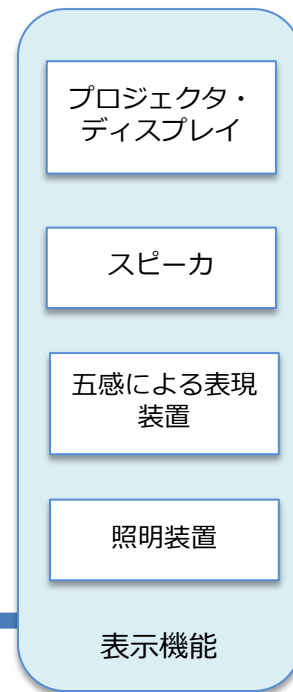 プロジェクタ・
ディスプレイ
スピーカ
五感による表現
装置
照明装置
表示機能